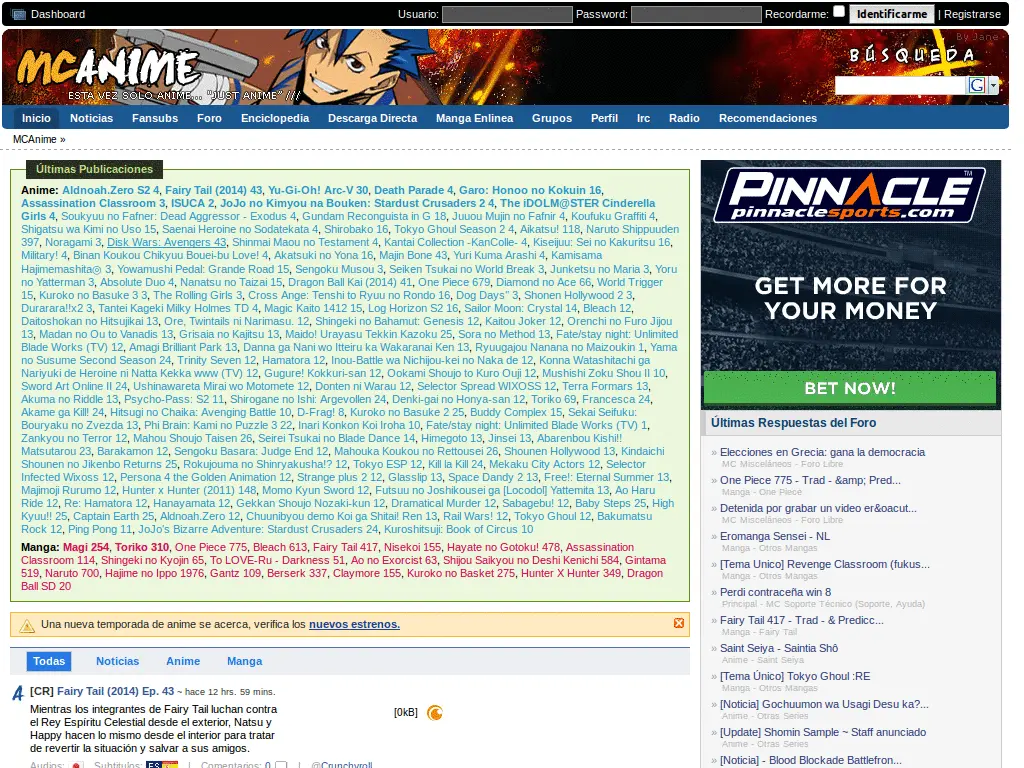 Dashboard
Usuario: Password: Recordarme: Identificarme | Registrarse
By Jane
MCANIME
ESTA VEZ SOLO ANIME... "JUST ANIME" ///
BÚSQUEDA
Inicio Noticias Fansubs Foro Enciclopedia Descarga Directa Manga Enlinea Grupos Perfil Irc Radio Recomendaciones
MCAnime »
Últimas Publicaciones
Anime: Aldnoah.Zero S2 4, Fairy Tail (2014) 43, Yu-Gi-Oh! Arc-V 30, Death Parade 4, Garo: Honoo no Kokuin 16,
Assassination Classroom 3, ISUCA 2, JoJo no Kimyou na Bouken: Stardust Crusaders 2 4, The iDOLM@STER Cinderella
Girls 4, Soukyuu no Fafner: Dead Aggressor - Exodus 4, Gundam Reconguista in G 18, Juuou Mujin no Fafnir 4, Koufuku Graffiti 4,
Shigatsu wa Kimi no Uso 15, Saenai Heroine no Sodatekata 4, Shirobako 16, Tokyo Ghoul Season 2 4, Aikatsu! 118, Naruto Shippuuden
397, Noragami 3, Disk Wars: Avengers 43, Shinmai Maou no Testament 4, Kantai Collection -KanColle- 4, Kiseijuu: Sei no Kakuritsu 16,
Military! 4, Binan Koukou Chikyuu Bouei-bu Love! 4, Akatsuki no Yona 16, Majin Bone 43, Yuri Kuma Arashi 4, Kamisama
Hajimemashita◎ 3, Yowamushi Pedal: Grande Road 15, Sengoku Musou 3, Seiken Tsukai no World Break 3, Junketsu no Maria 3, Yoru
no Yatterman 3, Absolute Duo 4, Nanatsu no Taizai 15, Dragon Ball Kai (2014) 41, One Piece 679, Diamond no Ace 66, World Trigger
15, Kuroko no Basuke 3 3, The Rolling Girls 3, Cross Ange: Tenshi to Ryuu no Rondo 16, Dog Days'' 3, Shonen Hollywood 2 3,
Durarara!!x2 3, Tantei Kageki Milky Holmes TD 4, Magic Kaito 1412 15, Log Horizon S2 16, Sailor Moon: Crystal 14, Bleach 12,
Daitoshokan no Hitsujikai 13, Ore, Twintails ni Narimasu. 12, Shingeki no Bahamut: Genesis 12, Kaitou Joker 12, Orenchi no Furo Jijou
13, Madan no Ou to Vanadis 13, Grisaia no Kajitsu 13, Maido! Urayasu Tekkin Kazoku 25, Sora no Method 13, Fate/stay night: Unlimited
Blade Works (TV) 12, Amagi Brilliant Park 13, Danna ga Nani wo Itteiru ka Wakaranai Ken 13, Ryuugajou Nanana no Maizoukin 1, Yama
no Susume Second Season 24, Trinity Seven 12, Hamatora 12, Inou-Battle wa Nichijou-kei no Naka de 12, Konna Watashitachi ga
Nariyuki de Heroine ni Natta Kekka www (TV) 12, Gugure! Kokkuri-san 12, Ookami Shoujo to Kuro Ouji 12, Mushishi Zoku Shou II 10,
Sword Art Online II 24, Ushinawareta Mirai wo Motomete 12, Donten ni Warau 12, Selector Spread WIXOSS 12, Terra Formars 13,
Akuma no Riddle 13, Psycho-Pass: S2 11, Shirogane no Ishi: Argevollen 24, Denki-gai no Honya-san 12, Toriko 69, Francesca 24,
Akame ga Kill! 24, Hitsugi no Chaika: Avenging Battle 10, D-Frag! 8, Kuroko no Basuke 2 25, Buddy Complex 15, Sekai Seifuku:
Bouryaku no Zvezda 13, Phi Brain: Kami no Puzzle 3 22, Inari Konkon Koi Iroha 10, Fate/stay night: Unlimited Blade Works (TV) 1,
Zankyou no Terror 12, Mahou Shoujo Taisen 26, Seirei Tsukai no Blade Dance 14, Himegoto 13, Jinsei 13, Abarenbou Kishi!!
Matsutarou 23, Barakamon 12, Sengoku Basara: Judge End 12, Mahouka Koukou no Rettousei 26, Shounen Hollywood 13, Kindaichi
Shounen no Jikenbo Returns 25, Rokujouma no Shinryakusha!? 12, Tokyo ESP 12, Kill la Kill 24, Mekaku City Actors 12, Selector
Infected Wixoss 12, Persona 4 the Golden Animation 12, Strange plus 2 12, Glasslip 13, Space Dandy 2 13, Free!: Eternal Summer 13,
Majimoji Rurumo 12, Hunter x Hunter (2011) 148, Momo Kyun Sword 12, Futsuu no Joshikousei ga [Locodol] Yattemita 13, Ao Haru
Ride 12, Re: Hamatora 12, Hanayamata 12, Gekkan Shoujo Nozaki-kun 12, Dramatical Murder 12, Sabagebu! 12, Baby Steps 25, High
Kyuu!! 25, Captain Earth 25, Aldnoah.Zero 12, Chuunibyou demo Koi ga Shitai! Ren 13, Rail Wars! 12, Tokyo Ghoul 12, Bakumatsu
Rock 12, Ping Pong 11, JoJo's Bizarre Adventure: Stardust Crusaders 24, Kuroshitsuji: Book of Circus 10
Manga: Magi 254, Toriko 310, One Piece 775, Bleach 613, Fairy Tail 417, Nisekoi 155, Hayate no Gotoku! 478, Assassination
Classroom 114, Shingeki no Kyojin 65, To LOVE-Ru - Darkness 51, Ao no Exorcist 63, Shijou Saikyou no Deshi Kenichi 584, Gintama
519, Naruto 700, Hajime no Ippo 1976, Gantz 109, Berserk 337, Claymore 155, Kuroko no Basket 275, Hunter X Hunter 349, Dragon
Ball SD 20
Una nueva temporada de anime se acerca, verifica los nuevos estrenos.
Todas Noticias Anime Manga
[CR] Fairy Tail (2014) Ep. 43 ~ hace 12 hrs. 59 mins.
Mientras los integrantes de Fairy Tail luchan contra
el Rey Espíritu Celestial desde el exterior, Natsu y
Happy hacen lo mismo desde el interior para tratar
de revertir la situación y salvar a sus amigos.
[0kB]
Audios: Subtitulos: ES | Comentarios: 0 | @Crunchyroll
PINNACLE TM
pinnaclesports.com
GET MORE FOR
YOUR MONEY
BET NOW!
Últimas Respuestas del Foro
» Elecciones en Grecia: gana la democracia
MC Misceláneos - Foro Libre
» One Piece 775 - Trad - &amp; Pred...
Manga - One Piece
» Detenida por grabar un video er&oacut...
MC Misceláneos - Foro Libre
» Eromanga Sensei - NL
Manga - Otros Mangas
» [Tema Unico] Revenge Classroom (fukus...
Manga - Otros Mangas
» Perdi contraceña win 8
Principal - MC Soporte Técnico (Soporte, Ayuda)
» Fairy Tail 417 - Trad - & Predicc...
Manga - Fairy Tail
» Saint Seiya - Saintia Shô
Anime - Saint Seiya
» [Tema Único] Tokyo Ghoul :RE
Manga - Otros Mangas
» [Noticia] Gochuumon wa Usagi Desu ka?...
Anime - Otras Series
» [Update] Shomin Sample ~ Staff anunciado
Anime - Otras Series
» [Noticia] - Blood Blockade Battlefron...